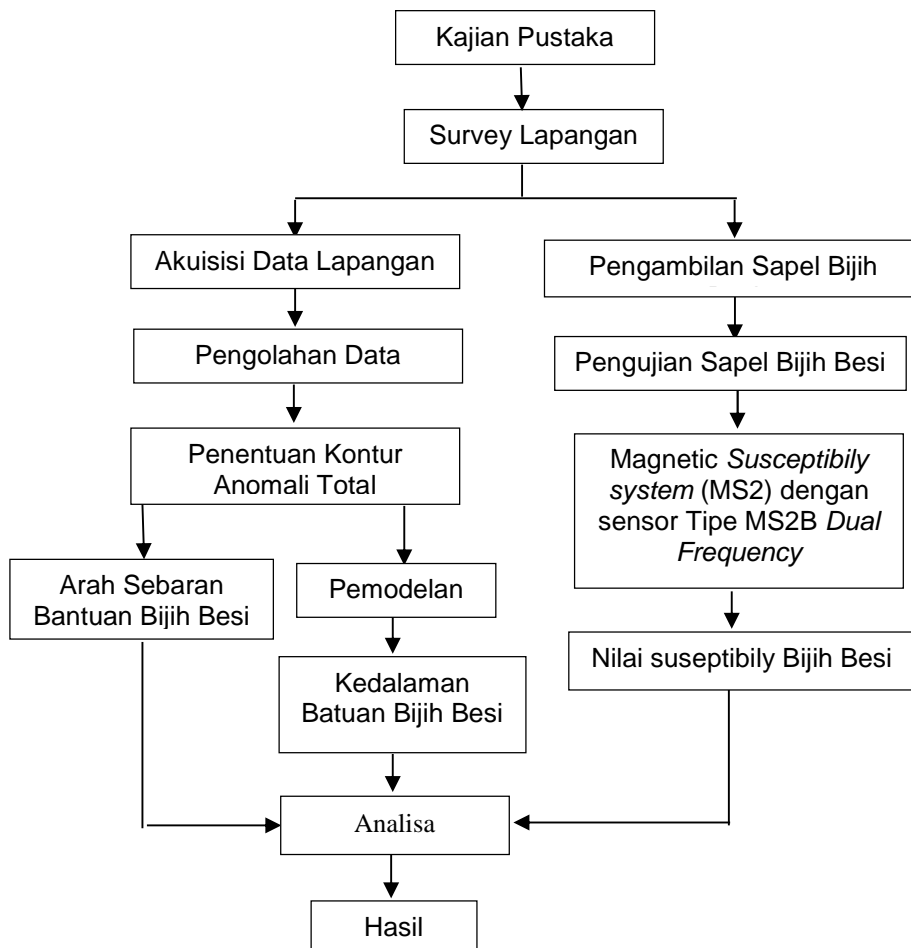 Kajian Pustaka
Survey Lapangan
Akuisisi Data Lapangan
Pengambilan Sapel Bijih
Pengolahan Data
Pengujian Sapel Bijih Besi
Penentuan Kontur
Anomali Total
Magnetic Susceptibily
system (MS2) dengan
sensor Tipe MS2B Dual
Frequency
Arah Sebaran
Bantuan Bijih Besi
Pemodelan
Nilai suseptibily Bijih Besi
Kedalaman
Batuan Bijih Besi
Analisa
Hasil